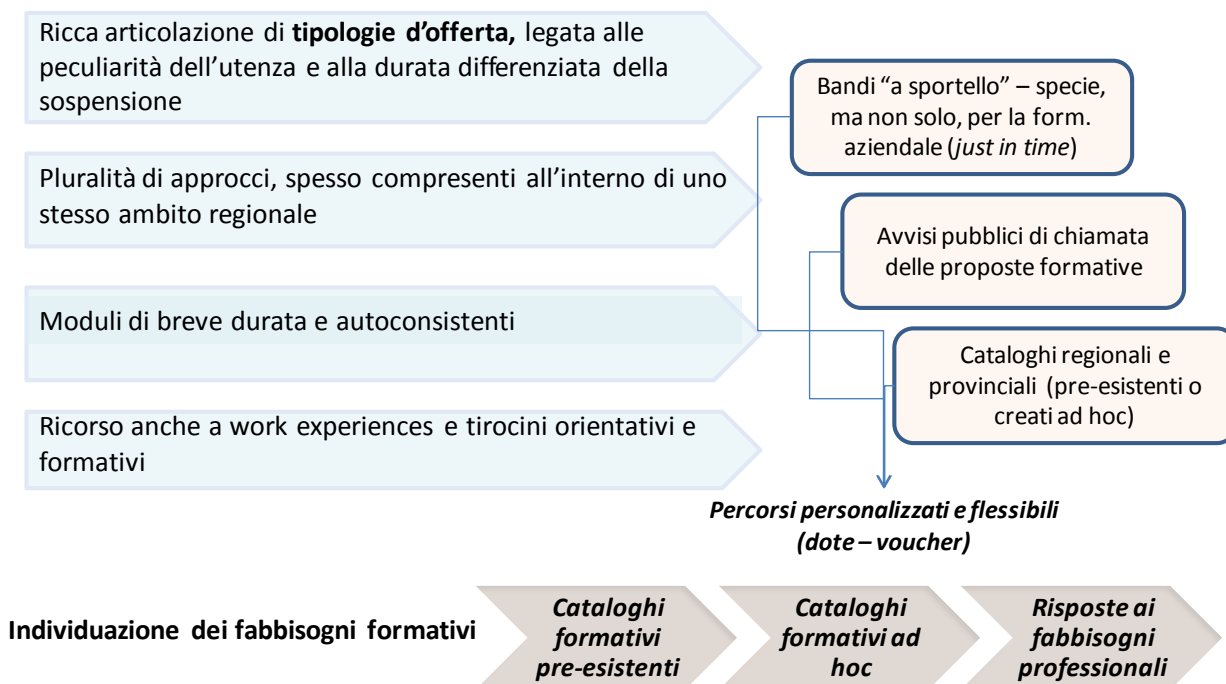 Ricca articolazione di tipologie d’offerta, legata alle
peculiarità dell’utenza e alla durata differenziata della
sospensione
Pluralità di approcci, spesso compresenti all’interno di uno
stesso ambito regionale
Moduli di breve durata e autoconsistenti
Ricorso anche a work experiences e tirocini orientativi e
formativi
Bandi “a sportello” – specie,
ma non solo, per la form.
aziendale (just in time)
Avvisi pubblici di chiamata
delle proposte formative
Cataloghi regionali e
provinciali (pre-esistenti o
creati ad hoc)
Percorsi personalizzati e flessibili
(dote – voucher)
Individuazione dei fabbisogni formativi
Cataloghi
formativi
pre-esistenti
Cataloghi
formativi ad
hoc
Risposte ai
fabbisogni
professionali